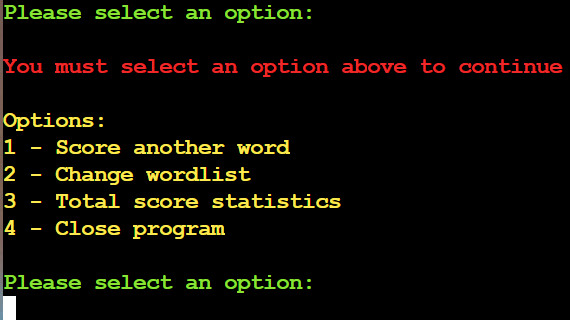 Please select an option:
You must select an option above to continue
Options:
1 - Score another word
2 - Change wordlist
3 - Total score statistics
4 - Close program
Please select an option: